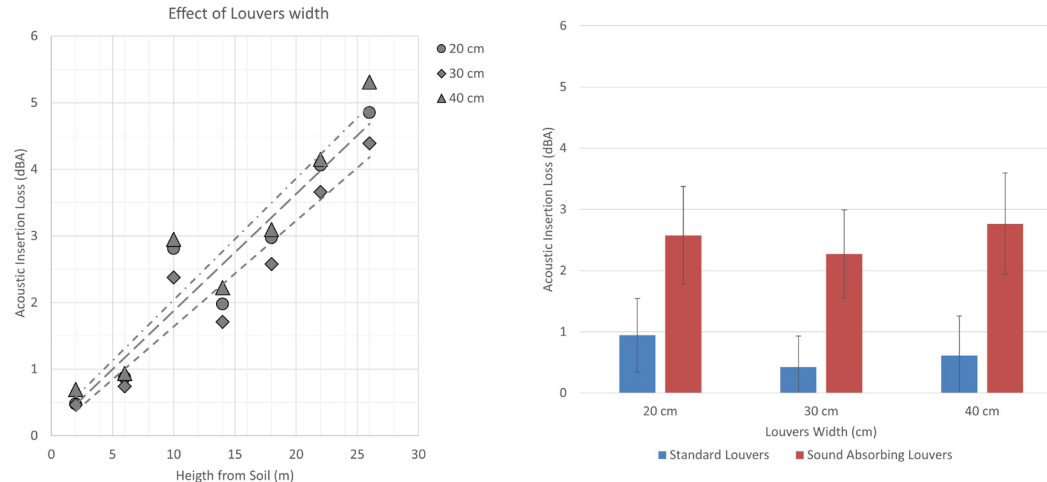 Effect of Louvers width
6
5
4
3
2
1
0
Acoustic Insertion Loss (dBA)
0 5 10 15 20 25 30
Heigth from Soil (m)
20 cm
30 cm
40 cm
6
5
4
3
2
1
0
Acoustic Insertion Loss (dBA)
20 cm 30 cm 40 cm
Louvers Width (cm)
Standard Louvers Sound Absorbing Louvers